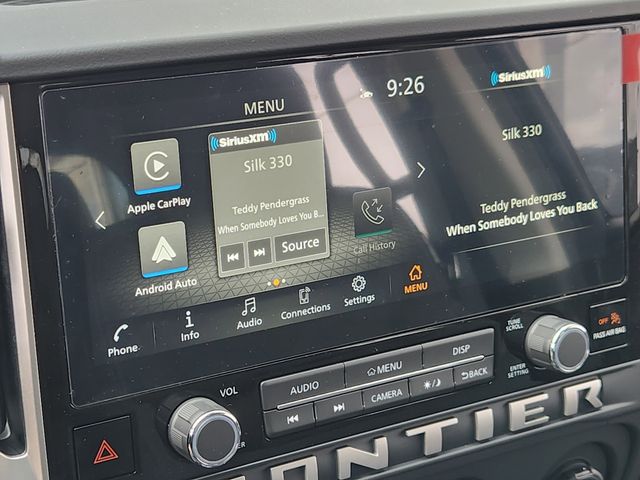 MENU
9:26
SiriusXM
Apple CarPlay
SiriusXM
Silk 330
Teddy Pendergrass
When Somebody Loves You B...
Source
Call History
Android Auto
Silk 330
Teddy Pendergrass
When Somebody Loves You Back
Phone
Info
Audio
Connections
Settings
MENU
VOL
AUDIO
MENU
DISP
CAMERA
BACK
TUNE
SCROLL
ENTER
SETTING
OFF
PASS AIR BAG
ONTIER